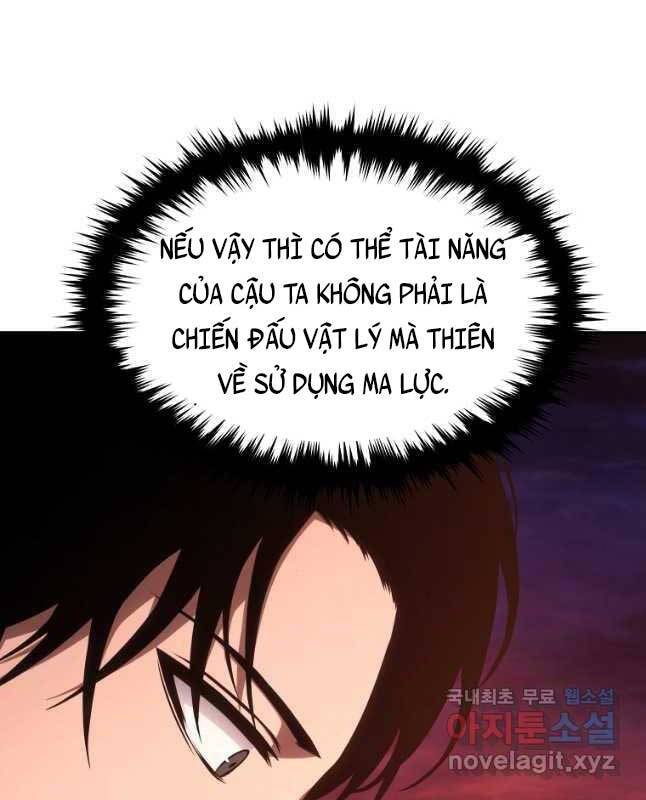 NẾU VẬY THÌ CÓ THỂ TÀI NĂNG
CỦA CẬU TA KHÔNG PHẢI LÀ
CHIẾN ĐẤU VẬT LÝ MÀ THIÊN
VỀ SỬ DỤNG MA LỰC.
국내최초 무료 웹소설
아지툰소설
novelagit.xyz